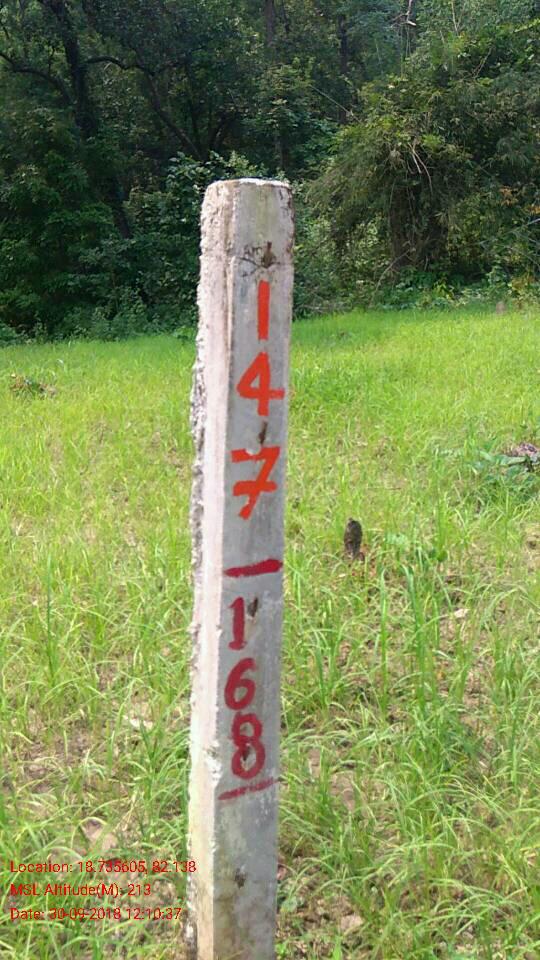 1
4
7
1
6
8
Location: 18.735605, 82.138
MSL Altitude(M): 213
Date: 30-09-2018 12:10:37